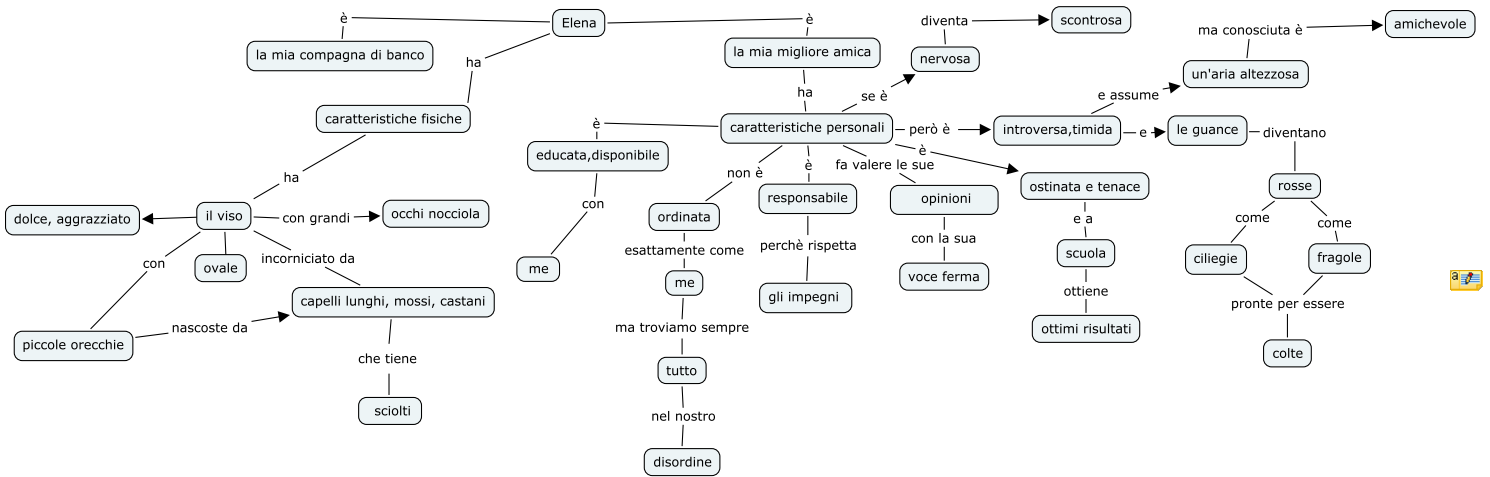 Elena
è
la mia compagna di banco
è
la mia migliore amica
ha
caratteristiche fisiche
ha
il viso
dolce, aggrazziato
con grandi
occhi nocciola
ovale
con
piccole orecchie
nascoste da
incorniciato da
capelli lunghi, mossi, castani
che tiene
sciolti
ha
caratteristiche personali
è
educata,disponibile
con
me
non è
ordinata
esattamente come
me
ma troviamo sempre
tutto
nel nostro
disordine
è
responsabile
perchè rispetta
gli impegni
fa valere le sue
opinioni
con la sua
voce ferma
se è
nervosa
diventa
scontrosa
è
ostinata e tenace
e a
scuola
ottiene
ottimi risultati
però è
introversa,timida
e assume
un'aria altezzosa
ma conosciuta è
amichevole
e
le guance
diventano
rosse
come
ciliegie
come
fragole
pronte per essere
colte
a